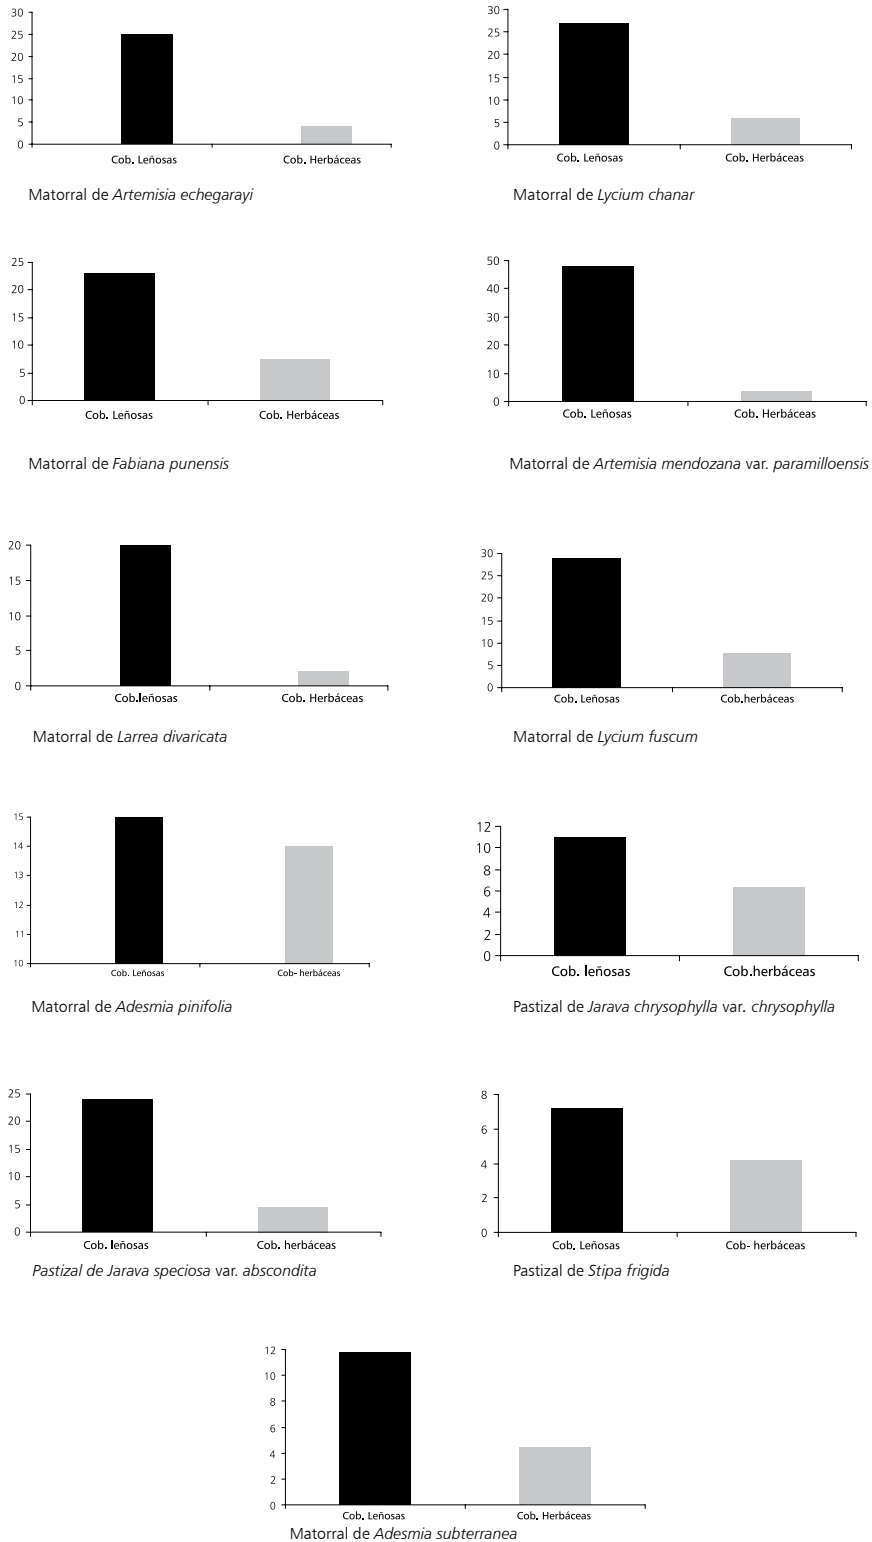 30
25
20
15
10
5
0
Cob. Leñosas
Cob. Herbáceas
Matorral de Artemisia echegarayi
30
25
20
15
10
5
0
Cob. Leñosas
Cob. Herbáceas
Matorral de Lycium chanar
25
20
15
10
5
0
Cob. Leñosas
Cob. Herbáceas
Matorral de Fabiana punensis
50
40
30
20
10
0
Cob. Leñosas
Cob. Herbáceas
Matorral de Artemisia mendozana var. paramilloensis
20
15
10
5
0
Cob.leñosas
Cob. Herbáceas
Matorral de Larrea divaricata
30
25
20
15
10
5
0
Cob. Leñosas
Cob.herbáceas
Matorral de Lycium fuscum
15
14
13
12
11
10
Cob. Leñosas
Cob- herbáceas
Matorral de Adesmia pinifolia
12
10
8
6
4
2
0
Cob. leñosas
Cob.herbáceas
Pastizal de Jarava chrysophylla var. chrysophylla
25
20
15
10
5
0
Cob. leñosas
Cob. herbáceas
Pastizal de Jarava speciosa var. abscondita
8
6
4
2
0
Cob. Leñosas
Cob- herbáceas
Pastizal de Stipa frigida
12
10
8
6
4
2
0
Cob. Leñosas
Cob. Herbáceas
Matorral de Adesmia subterranea